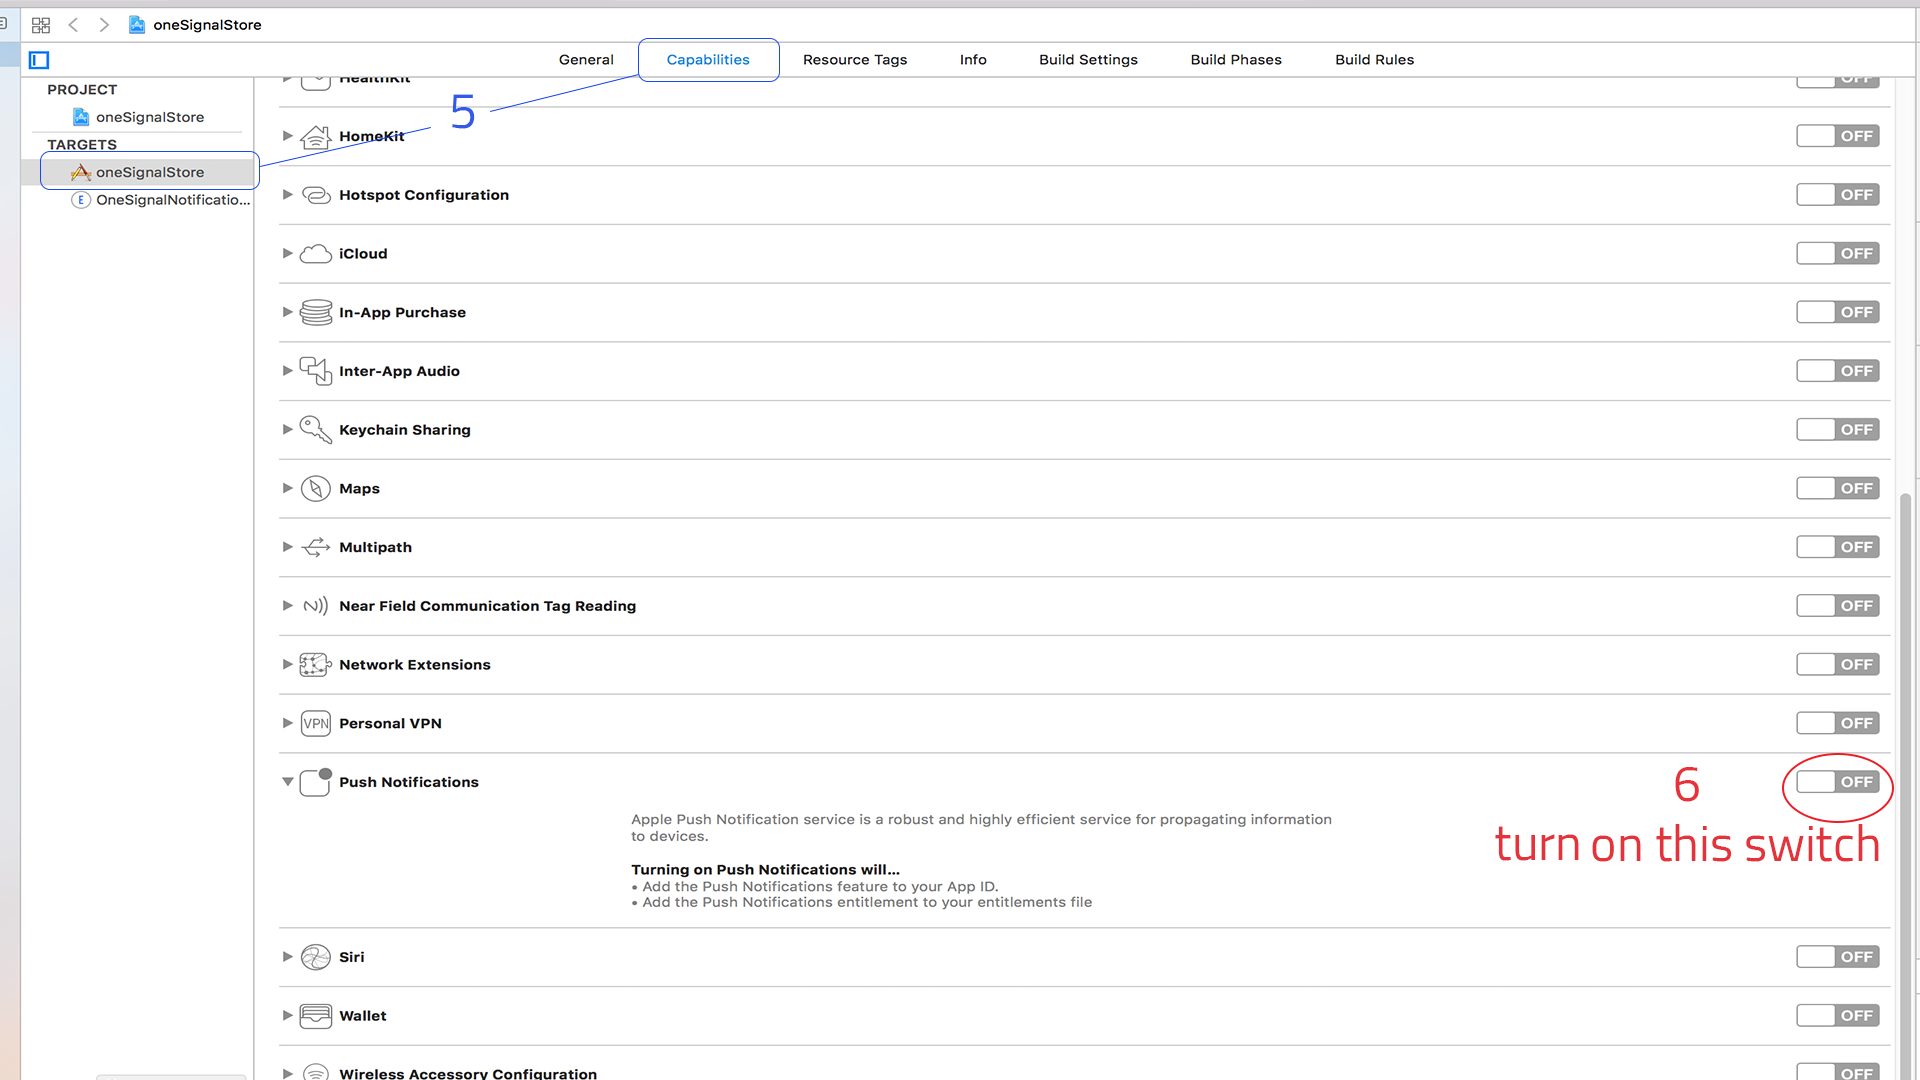 oneSignalStore
General Capabilities Resource Tags Info Build Settings Build Phases Build Rules
PROJECT
oneSignalStore
TARGETS
oneSignalStore
E OneSignalNotificatio...
5
HealthKit OFF
HomeKit OFF
Hotspot Configuration OFF
iCloud OFF
In-App Purchase OFF
Inter-App Audio OFF
Keychain Sharing OFF
Maps OFF
Multipath OFF
Near Field Communication Tag Reading OFF
Network Extensions OFF
VPN Personal VPN OFF
Push Notifications OFF
6
turn on this switch
Apple Push Notification service is a robust and highly efficient service for propagating information
to devices.
Turning on Push Notifications will...
• Add the Push Notifications feature to your App ID.
• Add the Push Notifications entitlement to your entitlements file
Siri OFF
Wallet OFF
Wireless Accessory Configuration OFF